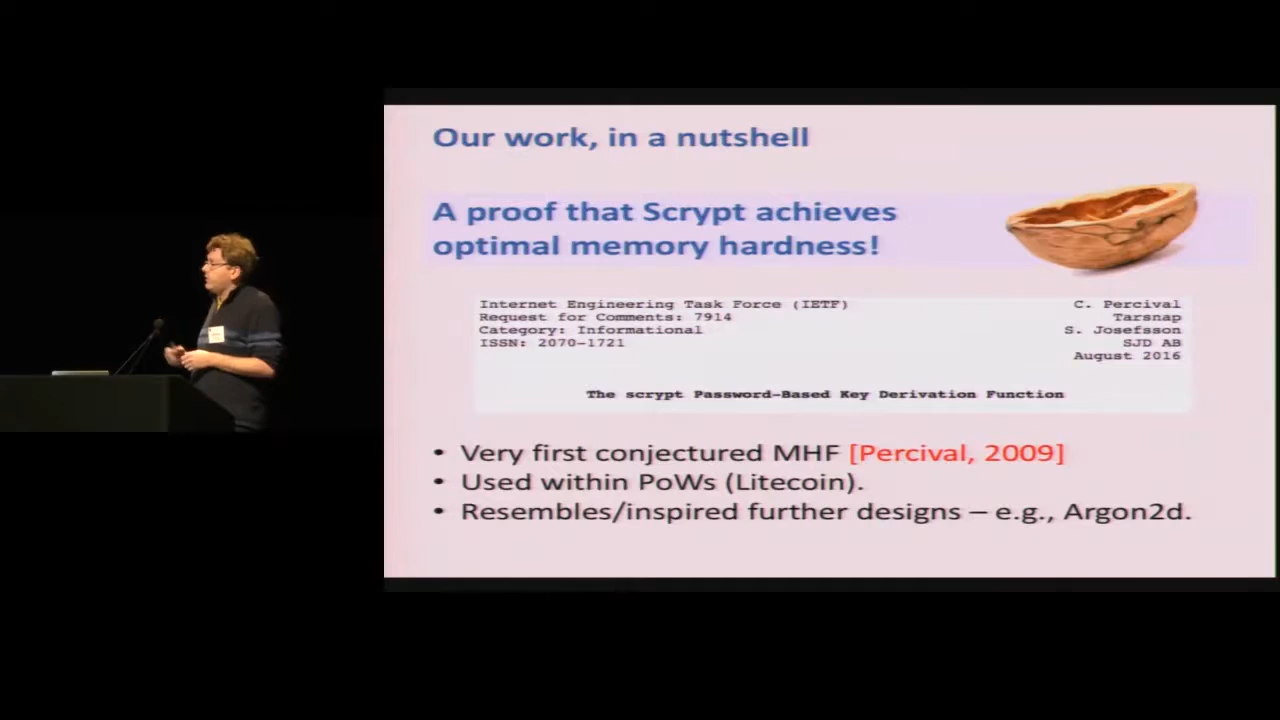 Our work, in a nutshell
A proof that Scrypt achieves
optimal memory hardness!
Internet Engineering Task Force (IETF) C. Percival
Request for Comments: 7914 Tarsnap
Category: Informational S. Josefsson
ISSN: 2070-1721 SJD AB
August 2016
The scrypt Password-Based Key Derivation Function
• Very first conjectured MHF [Percival, 2009]
• Used within PoWs (Litecoin).
• Resembles/inspired further designs – e.g., Argon2d.